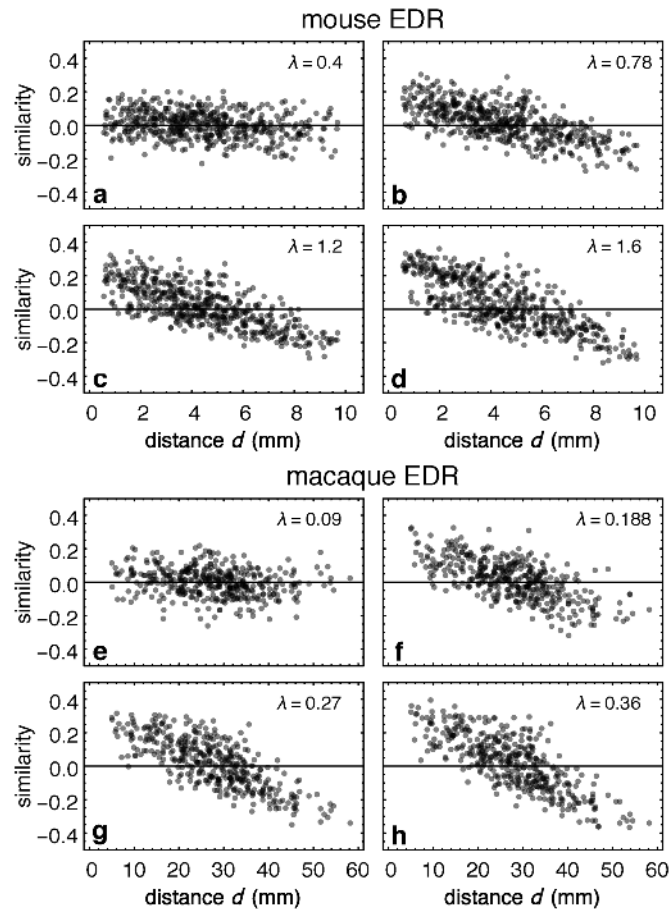 mouse EDR
similarity
0.4
0.2
0.0
−0.2
−0.4
λ = 0.4
a
λ = 0.78
b
similarity
0.4
0.2
0.0
−0.2
−0.4
λ = 1.2
c
λ = 1.6
d
0 2 4 6 8 10
0 2 4 6 8 10
distance d (mm)
distance d (mm)
macaque EDR
similarity
0.4
0.2
0.0
−0.2
−0.4
λ = 0.09
e
λ = 0.188
f
similarity
0.4
0.2
0.0
−0.2
−0.4
λ = 0.27
g
λ = 0.36
h
0 10 20 30 40 50 60
0 10 20 30 40 50 60
distance d (mm)
distance d (mm)